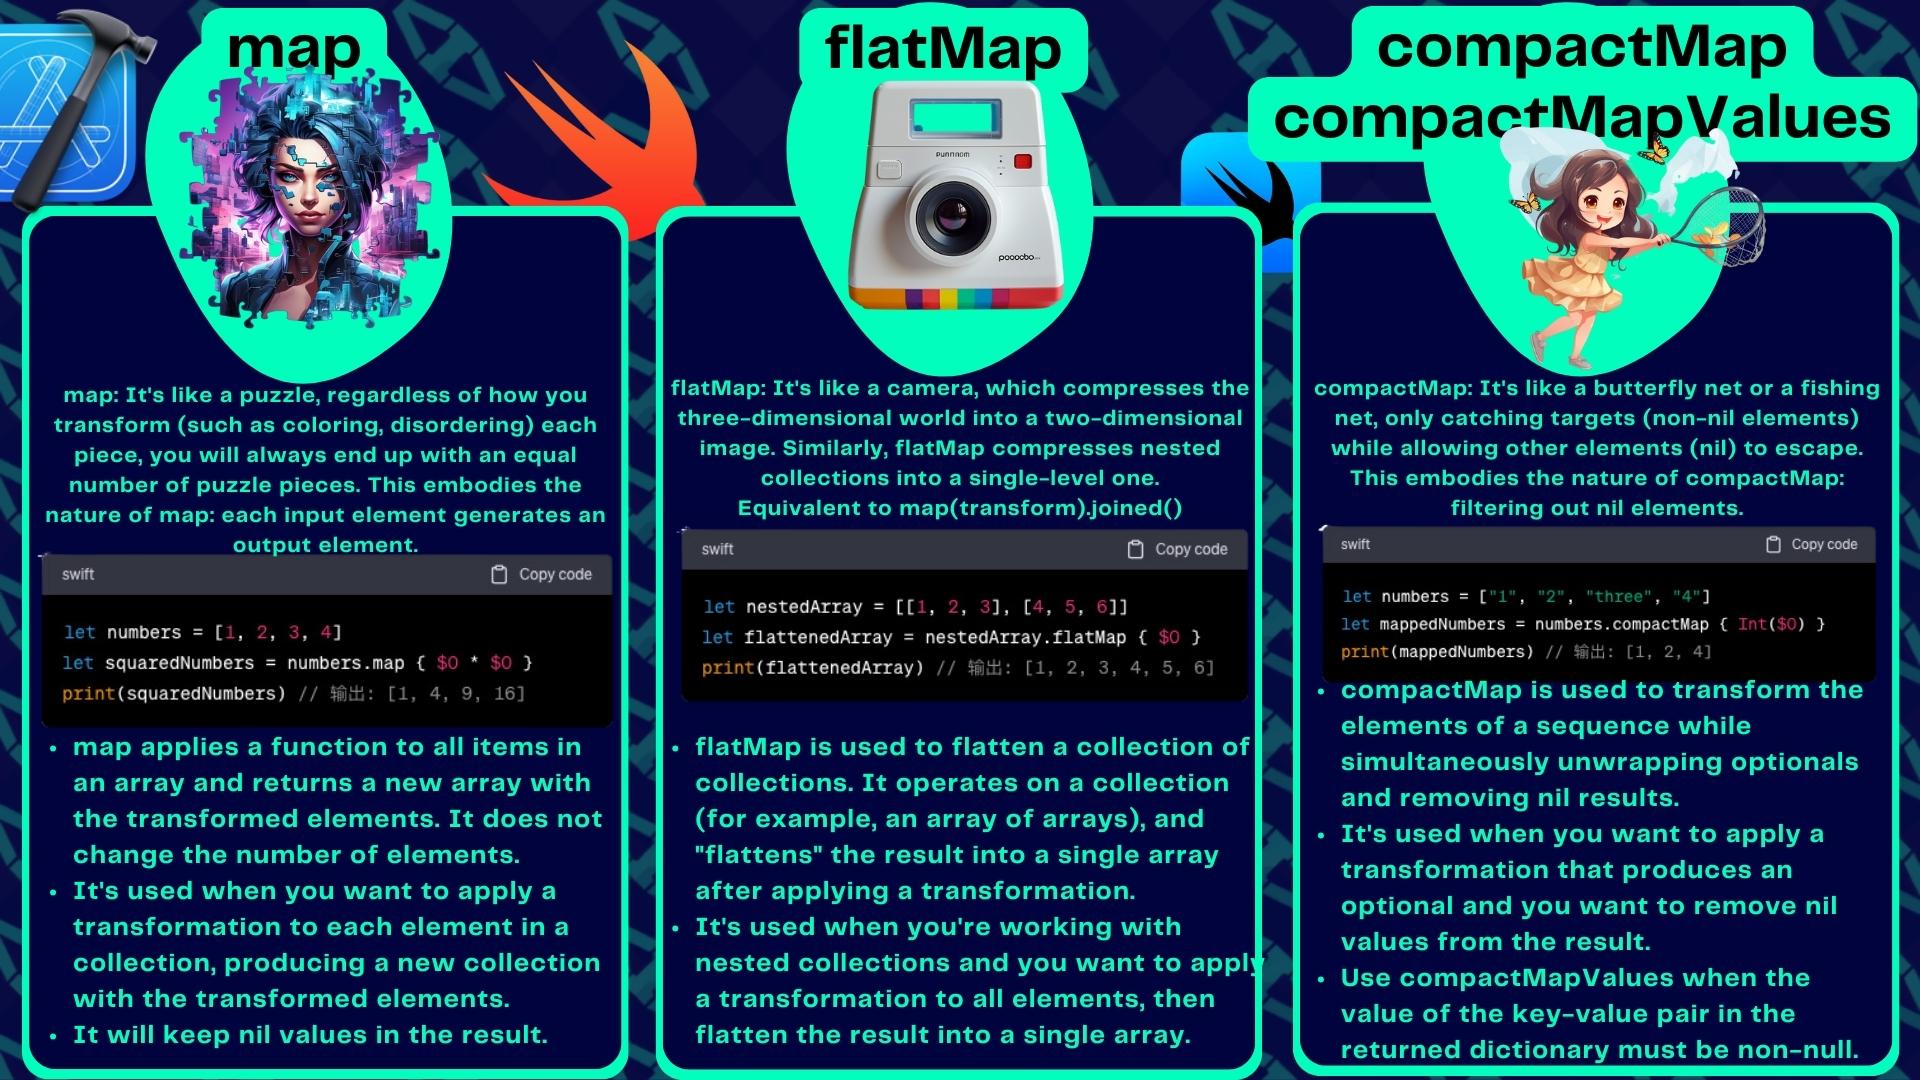 map
map: It's like a puzzle, regardless of how you
transform (such as coloring, disordering) each
piece, you will always end up with an equal
number of puzzle pieces. This embodies the
nature of map: each input element generates an
output element.
swift
Copy code
let numbers = [1, 2, 3, 4]
let squaredNumbers = numbers.map { $0 * $0 }
print(squaredNumbers) // 输出: [1, 4, 9, 16]
• map applies a function to all items in
an array and returns a new array with
the transformed elements. It does not
change the number of elements.
• It's used when you want to apply a
transformation to each element in a
collection, producing a new collection
with the transformed elements.
• It will keep nil values in the result.
flatMap
flatMap: It's like a camera, which compresses the
three-dimensional world into a two-dimensional
image. Similarly, flatMap compresses nested
collections into a single-level one.
Equivalent to map(transform).joined()
swift
Copy code
let nestedArray = [[1, 2, 3], [4, 5, 6]]
let flattenedArray = nestedArray.flatMap { $0 }
print(flattenedArray) // 输出: [1, 2, 3, 4, 5, 6]
• flatMap is used to flatten a collection of
collections. It operates on a collection
(for example, an array of arrays), and
"flattens" the result into a single array
after applying a transformation.
• It's used when you're working with
nested collections and you want to apply
a transformation to all elements, then
flatten the result into a single array.
compactMap
compactMapValues
compactMap: It's like a butterfly net or a fishing
net, only catching targets (non-nil elements)
while allowing other elements (nil) to escape.
This embodies the nature of compactMap:
filtering out nil elements.
swift
Copy code
let numbers = ["1", "2", "three", "4"]
let mappedNumbers = numbers.compactMap { Int($0) }
print(mappedNumbers) // 输出: [1, 2, 4]
• compactMap is used to transform the
elements of a sequence while
simultaneously unwrapping optionals
and removing nil results.
• It's used when you want to apply a
transformation that produces an
optional and you want to remove nil
values from the result.
• Use compactMapValues when the
value of the key-value pair in the
returned dictionary must be non-null.